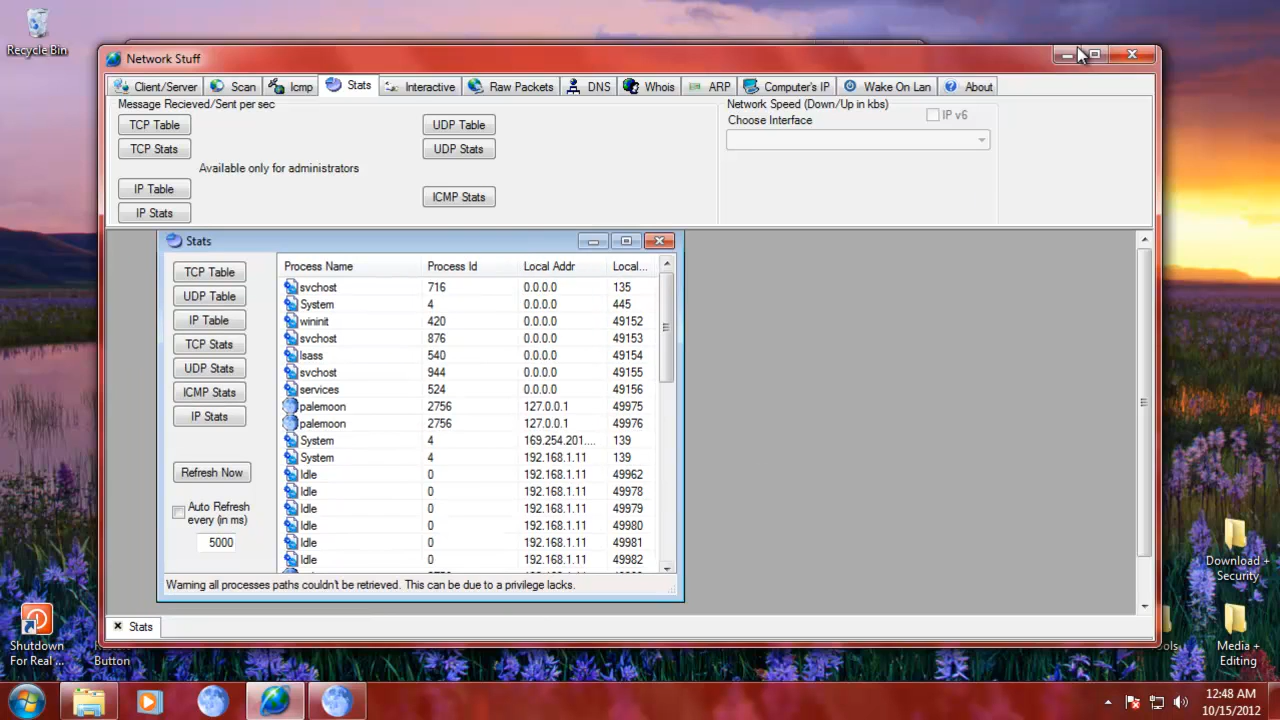 Recycle Bin
Network Stuff
Client/Server Scan Icmp Stats Interactive Raw Packets DNS Whois ARP Computer's IP Wake On Lan About
Message Recieved/Sent per sec
Network Speed (Down/Up in kbs)
TCP Table
UDP Table
Choose Interface
IP v6
TCP Stats
UDP Stats
Available only for administrators
IP Table
ICMP Stats
IP Stats
Stats
TCP Table
UDP Table
IP Table
TCP Stats
UDP Stats
ICMP Stats
IP Stats
Refresh Now
Auto Refresh
every (in ms)
5000
Process Name Process Id Local Addr Local...
svchost 716 0.0.0.0 135
System 4 0.0.0.0 445
wininit 420 0.0.0.0 49152
svchost 876 0.0.0.0 49153
lsass 540 0.0.0.0 49154
svchost 944 0.0.0.0 49155
services 524 0.0.0.0 49156
palemoon 2756 127.0.0.1 49975
palemoon 2756 127.0.0.1 49976
System 4 169.254.201.... 139
System 4 192.168.1.11 139
Idle 0 192.168.1.11 49962
Idle 0 192.168.1.11 49978
Idle 0 192.168.1.11 49979
Idle 0 192.168.1.11 49980
Idle 0 192.168.1.11 49981
Idle 0 192.168.1.11 49982
Warning all processes paths couldn't be retrieved. This can be due to a privilege lacks.
Stats
Download +
Security
Shutdown
For Real ...
Button
Media +
Editing
12:48 AM
10/15/2012